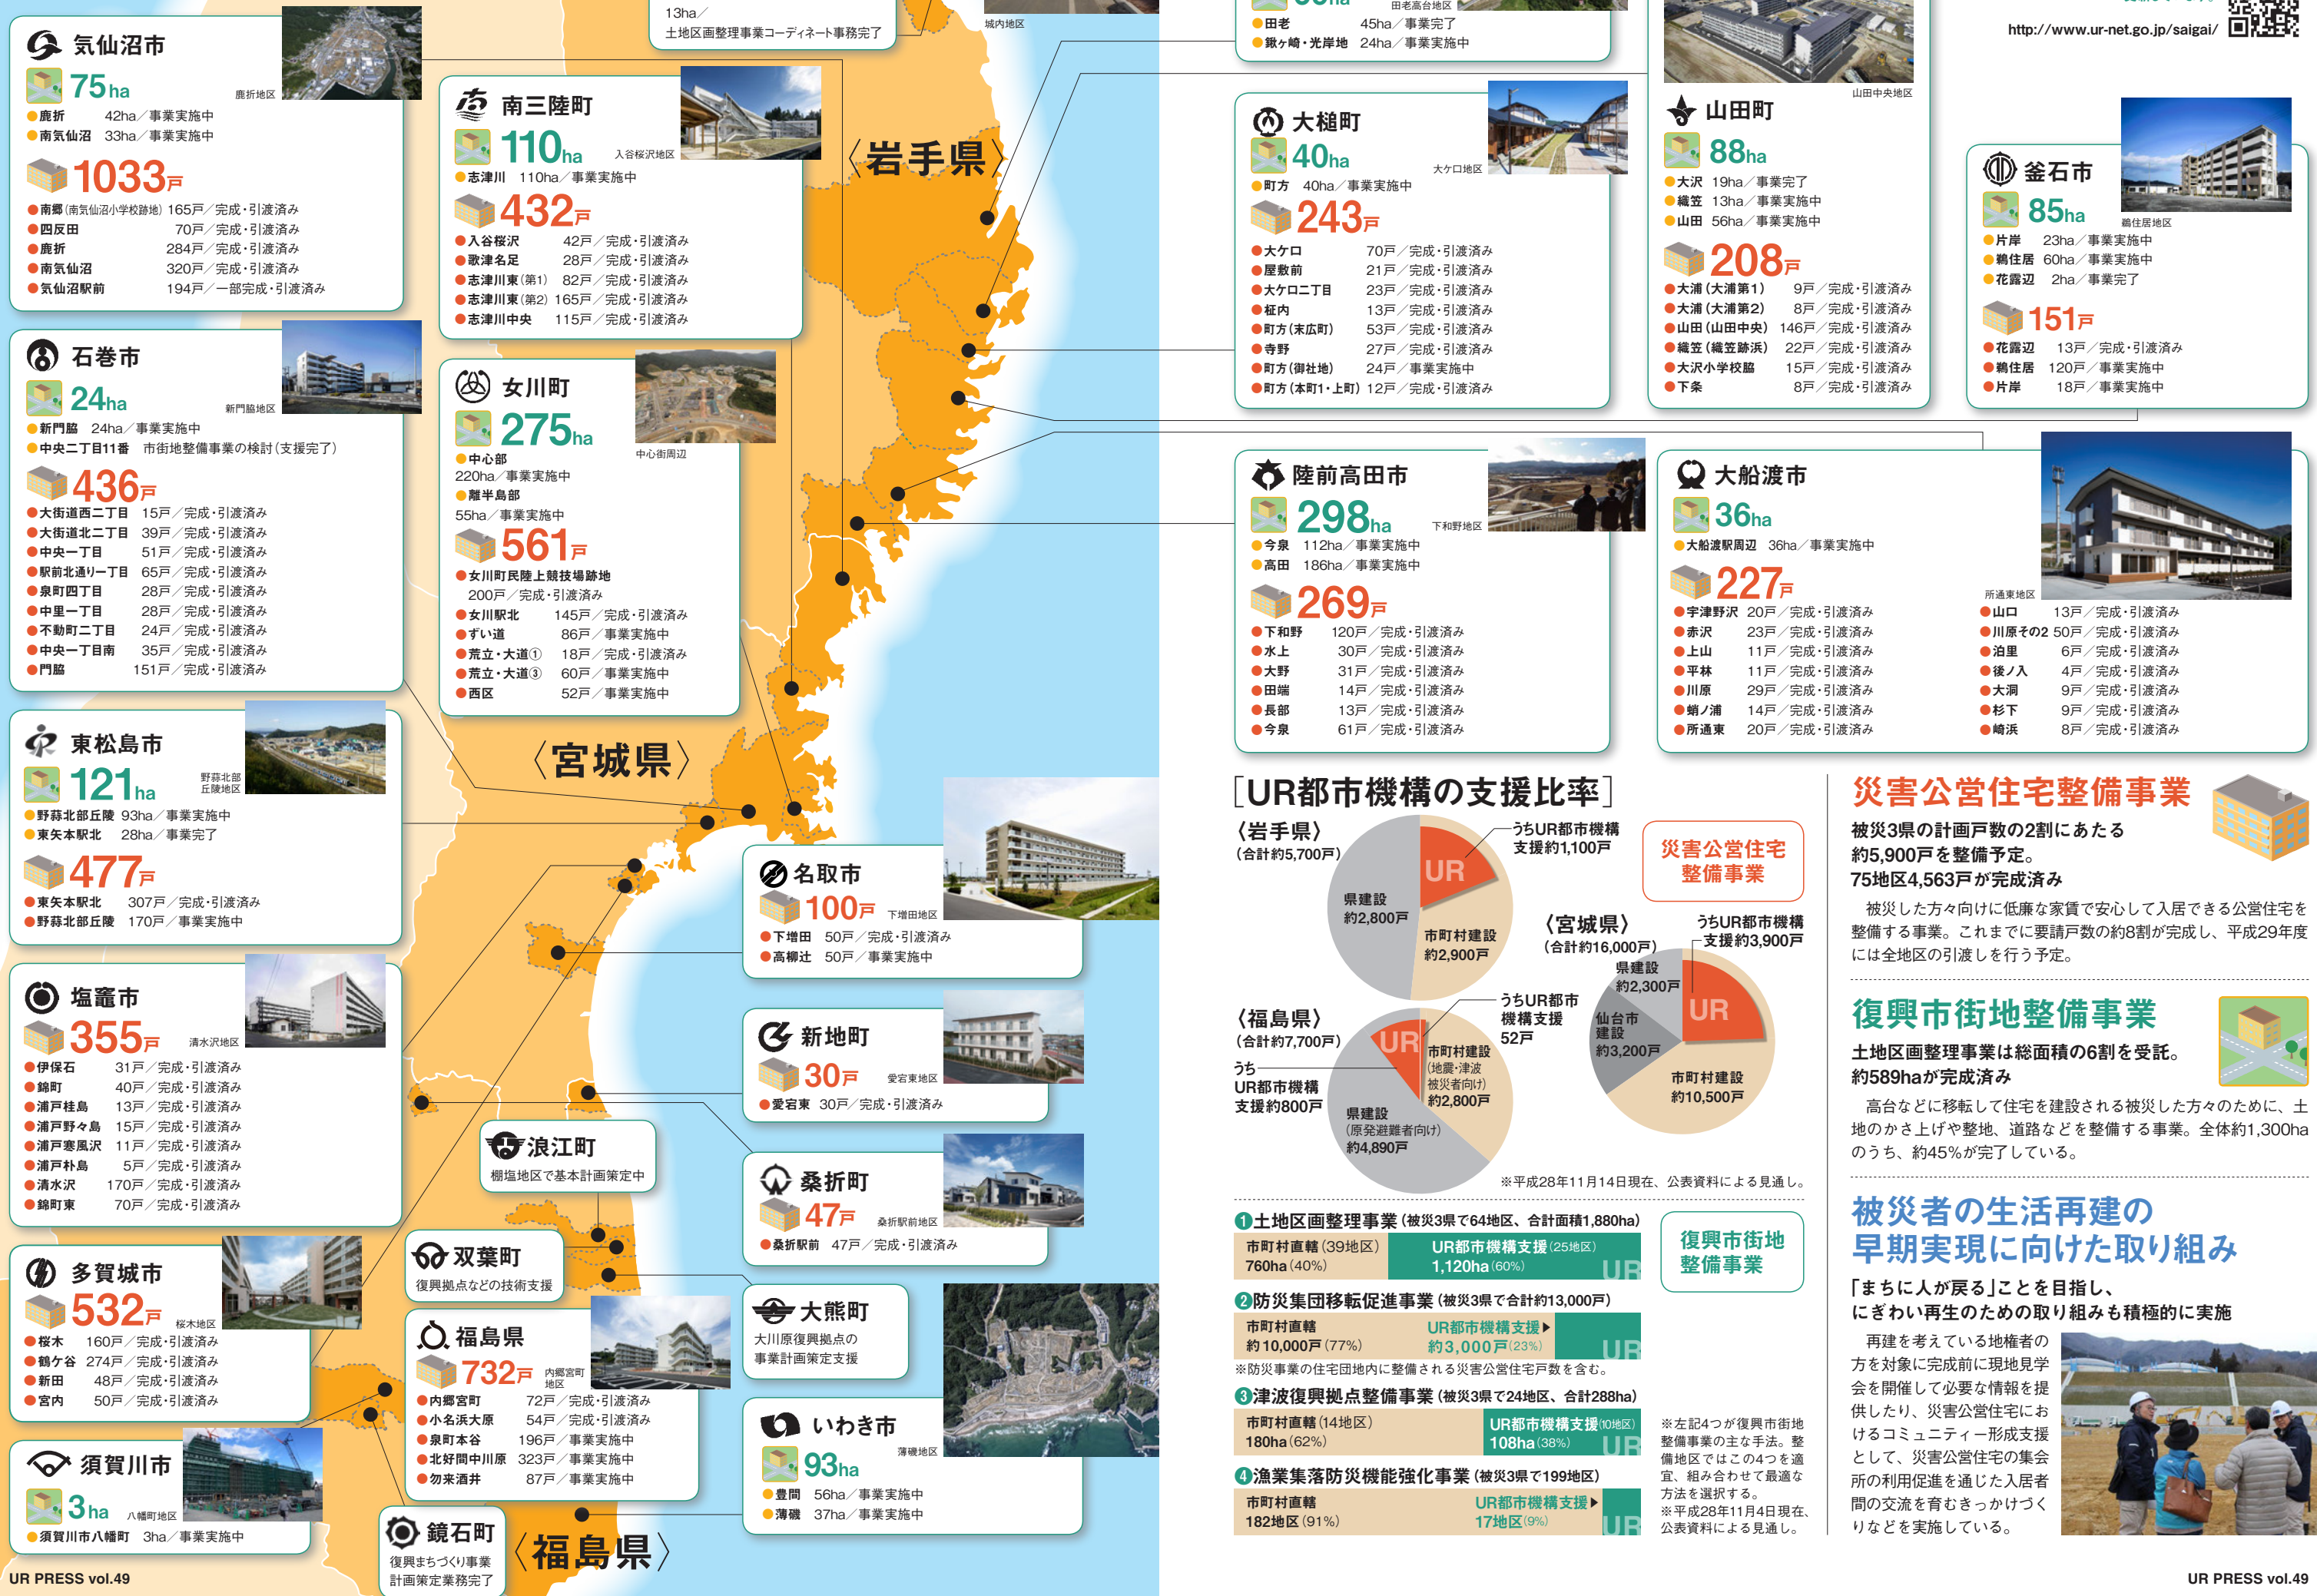 13ha／
土地区画整理事業コーディネート事務完了
城内地区
気仙沼市
75ha
鹿折地区
●鹿折 42ha／事業実施中
●南気仙沼 33ha／事業実施中
1033戸
●南郷（南気仙沼小学校跡地） 165戸／完成・引渡済み
●四反田 70戸／完成・引渡済み
●鹿折 284戸／完成・引渡済み
●南気仙沼 320戸／完成・引渡済み
●気仙沼駅前 194戸／一部完成・引渡済み
南三陸町
110ha
入谷桜沢地区
●志津川 110ha／事業実施中
432戸
●入谷桜沢 42戸／完成・引渡済み
●歌津名足 28戸／完成・引渡済み
●志津川東（第1） 82戸／完成・引渡済み
●志津川東（第2） 165戸／完成・引渡済み
●志津川中央 115戸／完成・引渡済み
石巻市
24ha
新門脇地区
●新門脇 24ha／事業実施中
●中央二丁目11番 市街地整備事業の検討（支援完了）
436戸
●大街道西二丁目 15戸／完成・引渡済み
●大街道北二丁目 39戸／完成・引渡済み
●中央一丁目 51戸／完成・引渡済み
●駅前北通り一丁目 65戸／完成・引渡済み
●泉町四丁目 28戸／完成・引渡済み
●中里一丁目 28戸／完成・引渡済み
●不動町二丁目 24戸／完成・引渡済み
●中央一丁目南 35戸／完成・引渡済み
●門脇 151戸／完成・引渡済み
女川町
275ha
中心街周辺
●中心部
220ha／事業実施中
●離半島部
55ha／事業実施中
561戸
●女川町民陸上競技場跡地
200戸／完成・引渡済み
●女川駅北 145戸／完成・引渡済み
●ずい道 86戸／事業実施中
●荒立・大道① 18戸／完成・引渡済み
●荒立・大道③ 60戸／事業実施中
●西区 52戸／事業実施中
東松島市
121ha
野蒜北部
丘陵地区
●野蒜北部丘陵 93ha／事業実施中
●東矢本駅北 28ha／事業完了
477戸
●東矢本駅北 307戸／完成・引渡済み
●野蒜北部丘陵 170戸／事業実施中
塩竈市
355戸
清水沢地区
●伊保石 31戸／完成・引渡済み
●錦町 40戸／完成・引渡済み
●浦戸桂島 13戸／完成・引渡済み
●浦戸野々島 15戸／完成・引渡済み
●浦戸寒風沢 11戸／完成・引渡済み
●浦戸朴島 5戸／完成・引渡済み
●清水沢 170戸／完成・引渡済み
●錦町東 70戸／完成・引渡済み
多賀城市
532戸
桜木地区
●桜木 160戸／完成・引渡済み
●鶴ケ谷 274戸／完成・引渡済み
●新田 48戸／完成・引渡済み
●宮内 50戸／完成・引渡済み
須賀川市
3ha
八幡町地区
●須賀川市八幡町 3ha／事業実施中
〈岩手県〉
〈宮城県〉
〈福島県〉
名取市
100戸
下増田地区
●下増田 50戸／完成・引渡済み
●高柳辻 50戸／事業実施中
新地町
30戸
愛宕東地区
●愛宕東 30戸／完成・引渡済み
浪江町
棚塩地区で基本計画策定中
桑折町
47戸
桑折駅前地区
●桑折駅前 47戸／完成・引渡済み
双葉町
復興拠点などの技術支援
大熊町
大川原復興拠点の
事業計画策定支援
福島県
732戸
内郷宮町
地区
●内郷宮町 72戸／完成・引渡済み
●小名浜大原 54戸／完成・引渡済み
●泉町本谷 196戸／事業実施中
●北好間中川原 323戸／事業実施中
●勿来酒井 87戸／事業実施中
いわき市
93ha
薄磯地区
●豊間 56ha／事業実施中
●薄磯 37ha／事業実施中
鏡石町
復興まちづくり事業
計画策定業務完了
田老高台地区
●田老 45ha／事業完了
●鍬ヶ崎・光岸地 24ha／事業実施中
http://www.ur-net.go.jp/saigai/
大槌町
40ha
大ケ口地区
●町方 40ha／事業実施中
243戸
●大ケ口 70戸／完成・引渡済み
●屋敷前 21戸／完成・引渡済み
●大ケ口二丁目 23戸／完成・引渡済み
●柾内 13戸／完成・引渡済み
●町方（末広町） 53戸／完成・引渡済み
●寺野 27戸／完成・引渡済み
●町方（御社地） 24戸／事業実施中
●町方（本町1・上町） 12戸／完成・引渡済み
山田中央地区
山田町
88ha
●大沢 19ha／事業完了
●織笠 13ha／事業実施中
●山田 56ha／事業実施中
208戸
●大浦（大浦第1） 9戸／完成・引渡済み
●大浦（大浦第2） 8戸／完成・引渡済み
●山田（山田中央） 146戸／完成・引渡済み
●織笠（織笠跡浜） 22戸／完成・引渡済み
●大沢小学校脇 15戸／完成・引渡済み
●下条 8戸／完成・引渡済み
釜石市
85ha
鵜住居地区
●片岸 23ha／事業実施中
●鵜住居 60ha／事業実施中
●花露辺 2ha／事業完了
151戸
●花露辺 13戸／完成・引渡済み
●鵜住居 120戸／事業実施中
●片岸 18戸／事業実施中
陸前高田市
298ha
下和野地区
●今泉 112ha／事業実施中
●高田 186ha／事業実施中
269戸
●下和野 120戸／完成・引渡済み
●水上 30戸／完成・引渡済み
●大野 31戸／完成・引渡済み
●田端 14戸／完成・引渡済み
●長部 13戸／完成・引渡済み
●今泉 61戸／完成・引渡済み
大船渡市
36ha
●大船渡駅周辺 36ha／事業実施中
227戸
所通東地区
●宇津野沢 20戸／完成・引渡済み
●赤沢 23戸／完成・引渡済み
●上山 11戸／完成・引渡済み
●平林 11戸／完成・引渡済み
●川原 29戸／完成・引渡済み
●蛸ノ浦 14戸／完成・引渡済み
●所通東 20戸／完成・引渡済み
●山口 13戸／完成・引渡済み
●川原その2 50戸／完成・引渡済み
●泊里 6戸／完成・引渡済み
●後ノ入 4戸／完成・引渡済み
●大洞 9戸／完成・引渡済み
●杉下 9戸／完成・引渡済み
●崎浜 8戸／完成・引渡済み
［UR都市機構の支援比率］
〈岩手県〉
（合計約5,700戸）
うちUR都市機構
支援約1,100戸
UR
県建設
約2,800戸
市町村建設
約2,900戸
災害公営住宅
整備事業
〈宮城県〉
（合計約16,000戸）
うちUR都市機構
支援約3,900戸
県建設
約2,300戸
UR
仙台市
建設
約3,200戸
市町村建設
約10,500戸
〈福島県〉
（合計約7,700戸）
うちUR都市
機構支援
52戸
UR
市町村建設
（地震・津波
被災者向け）
約2,800戸
うち
UR都市機構
支援約800戸
県建設
（原発避難者向け）
約4,890戸
※平成28年11月14日現在、公表資料による見通し。
❶土地区画整理事業（被災3県で64地区、合計面積1,880ha）
市町村直轄（39地区）
760ha（40%）
UR都市機構支援（25地区）
1,120ha（60%）
UR
復興市街地
整備事業
❷防災集団移転促進事業（被災3県で合計約13,000戸）
市町村直轄
約10,000戸（77%）
UR都市機構支援▶
約3,000戸（23%）
UR
※防災事業の住宅団地内に整備される災害公営住宅戸数を含む。
❸津波復興拠点整備事業（被災3県で24地区、合計288ha）
市町村直轄（14地区）
180ha（62%）
UR都市機構支援（10地区）
108ha（38%）
UR
❹漁業集落防災機能強化事業（被災3県で199地区）
市町村直轄
182地区（91%）
UR都市機構支援▶
17地区（9%）
UR
※左記4つが復興市街地
整備事業の主な手法。整
備地区ではこの4つを適
宜、組み合わせて最適な
方法を選択する。
※平成28年11月4日現在、
公表資料による見通し。
災害公営住宅整備事業
被災3県の計画戸数の2割にあたる
約5,900戸を整備予定。
75地区4,563戸が完成済み
被災した方々向けに低廉な家賃で安心して入居できる公営住宅を
整備する事業。これまでに要請戸数の約8割が完成し、平成29年度
には全地区の引渡しを行う予定。
復興市街地整備事業
土地区画整理事業は総面積の6割を受託。
約589haが完成済み
高台などに移転して住宅を建設される被災した方々のために、土
地のかさ上げや整地、道路などを整備する事業。全体約1,300ha
のうち、約45%が完了している。
被災者の生活再建の
早期実現に向けた取り組み
「まちに人が戻る」ことを目指し、
にぎわい再生のための取り組みも積極的に実施
再建を考えている地権者の
方を対象に完成前に現地見学
会を開催して必要な情報を提
供したり、災害公営住宅にお
けるコミュニティー形成支援
として、災害公営住宅の集会
所の利用促進を通じた入居者
間の交流を育むきっかけづく
りなどを実施している。
UR PRESS vol.49
UR PRESS vol.49